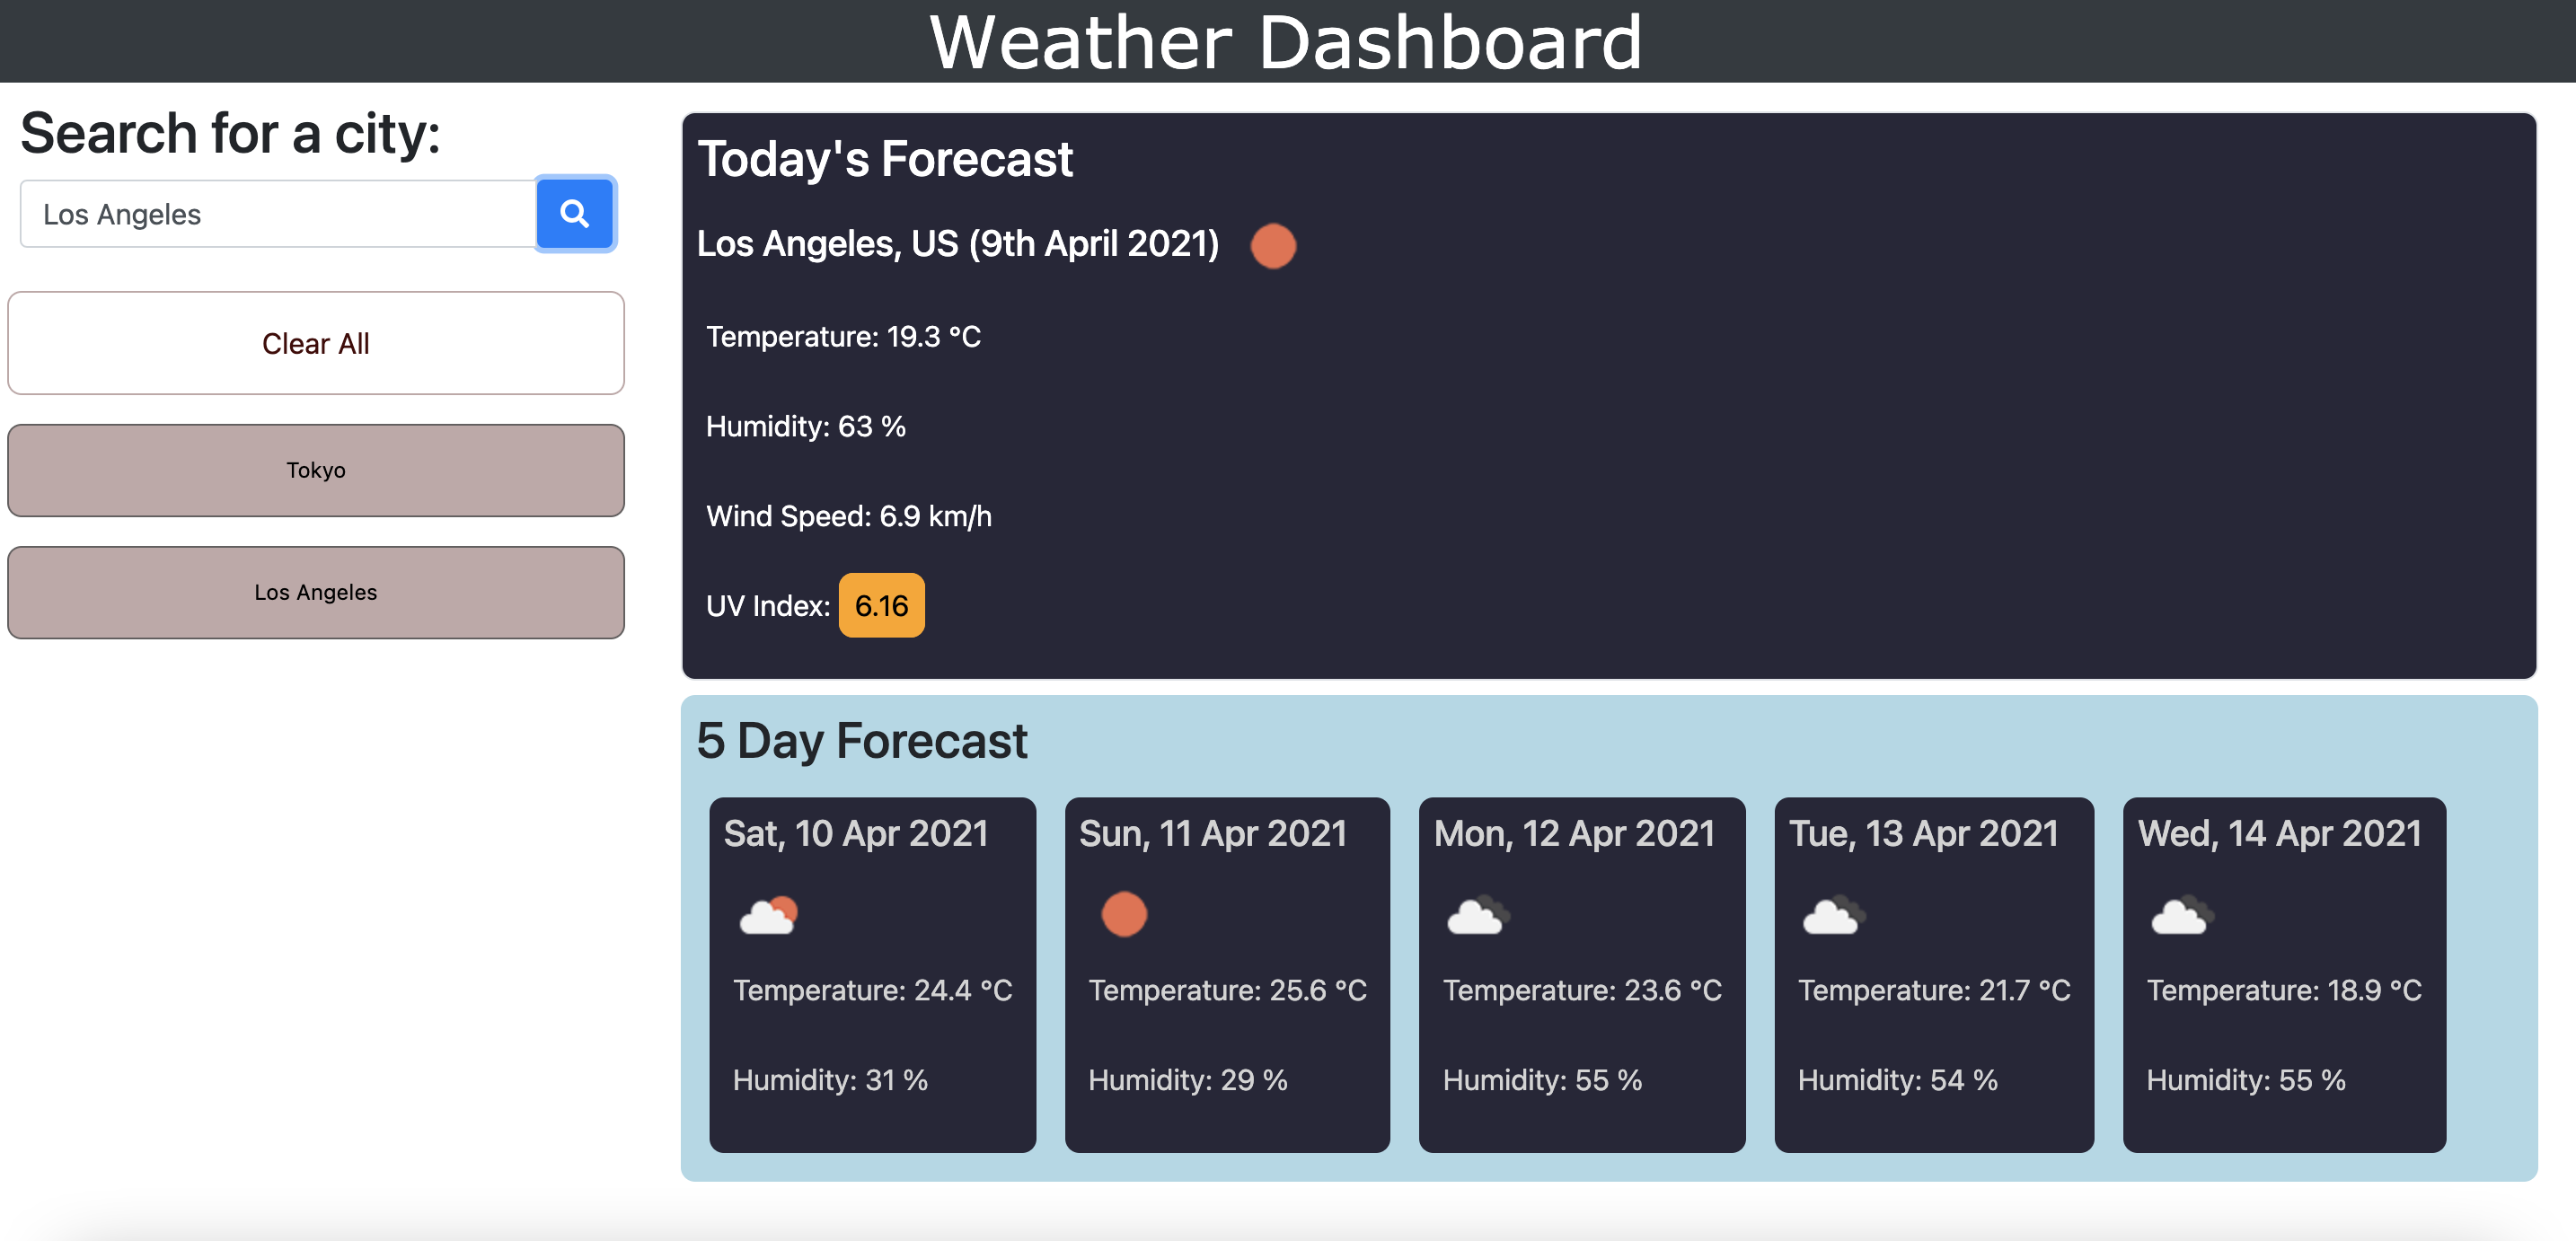 Weather Dashboard
Search for a city:
Los Angeles
Clear All
Tokyo
Los Angeles
Today's Forecast
Los Angeles, US (9th April 2021)
Temperature: 19.3 °C
Humidity: 63 %
Wind Speed: 6.9 km/h
UV Index: 6.16
5 Day Forecast
Sat, 10 Apr 2021
Temperature: 24.4 °C
Humidity: 31 %
Sun, 11 Apr 2021
Temperature: 25.6 °C
Humidity: 29 %
Mon, 12 Apr 2021
Temperature: 23.6 °C
Humidity: 55 %
Tue, 13 Apr 2021
Temperature: 21.7 °C
Humidity: 54 %
Wed, 14 Apr 2021
Temperature: 18.9 °C
Humidity: 55 %